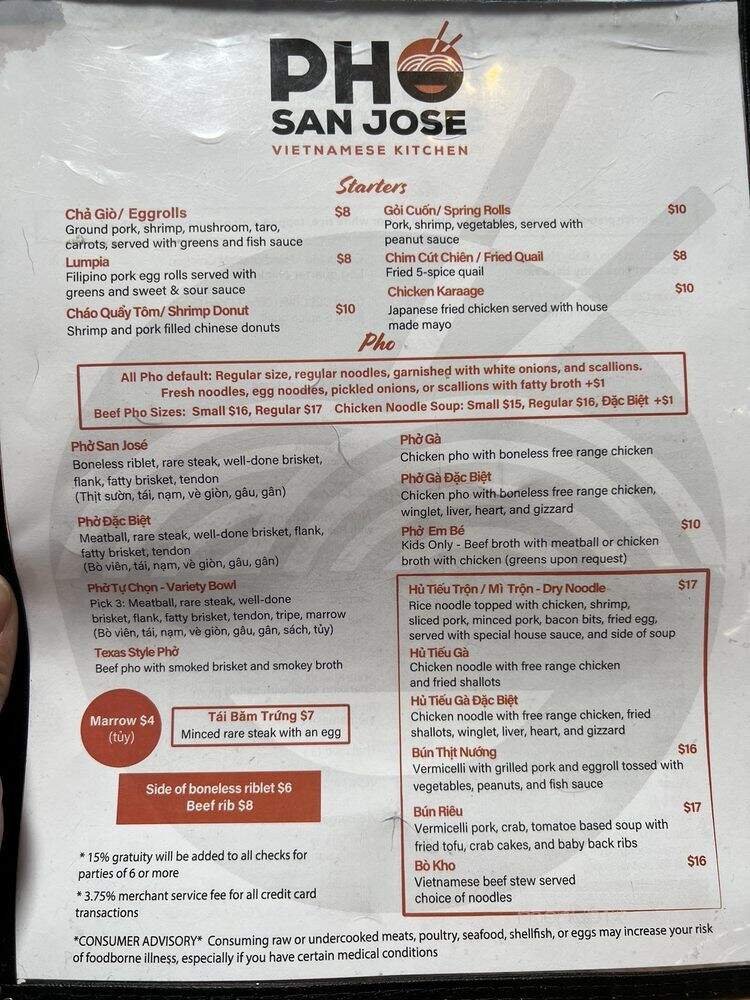 PHO
SAN JOSE
VIETNAMESE KITCHEN
Starters
Chả Giò/ Eggrolls $8
Ground pork, shrimp, mushroom, taro,
carrots, served with greens and fish sauce
Lumpia $8
Filipino pork egg rolls served with
greens and sweet & sour sauce
Cháo Quẩy Tôm/ Shrimp Donut $10
Shrimp and pork filled chinese donuts
Gỏi Cuốn/ Spring Rolls $10
Pork, shrimp, vegetables, served with
peanut sauce
Chim Cút Chiên / Fried Quail $8
Fried 5-spice quail
Chicken Karaage $10
Japanese fried chicken served with house
made mayo
Pho
All Pho default: Regular size, regular noodles, garnished with white onions, and scallions.
Fresh noodles, egg noodles, pickled onions, or scallions with fatty broth +$1
Beef Pho Sizes: Small $16, Regular $17 Chicken Noodle Soup: Small $15, Regular $16, Đặc Biệt +$1
Phở San José
Boneless riblet, rare steak, well-done brisket,
flank, fatty brisket, tendon
(Thịt sườn, tái, nạm, vè giòn, gâu, gân)
Phở Đặc Biệt
Meatball, rare steak, well-done brisket, flank,
fatty brisket, tendon
(Bò viên, tái, nạm, vè giòn, gâu, gân)
Phở Tự Chọn - Variety Bowl
Pick 3: Meatball, rare steak, well-done
brisket, flank, fatty brisket, tendon, tripe, marrow
(Bò viên, tái, nạm, vè giòn, gâu, gân, sách, tủy)
Texas Style Phở
Beef pho with smoked brisket and smokey broth
Marrow $4
(tủy)
Tái Băm Trứng $7
Minced rare steak with an egg
Side of boneless riblet $6
Beef rib $8
* 15% gratuity will be added to all checks for
parties of 6 or more
* 3.75% merchant service fee for all credit card
transactions
Phở Gà
Chicken pho with boneless free range chicken
Phở Gà Đặc Biệt
Chicken pho with boneless free range chicken,
winglet, liver, heart, and gizzard
Phở Em Bé $10
Kids Only - Beef broth with meatball or chicken
broth with chicken (greens upon request)
Hủ Tiếu Trộn / Mì Trộn - Dry Noodle $17
Rice noodle topped with chicken, shrimp,
sliced pork, minced pork, bacon bits, fried egg,
served with special house sauce, and side of soup
Hủ Tiếu Gà
Chicken noodle with free range chicken
and fried shallots
Hủ Tiếu Gà Đặc Biệt
Chicken noodle with free range chicken, fried
shallots, winglet, liver, heart, and gizzard
Bún Thịt Nướng $16
Vermicelli with grilled pork and eggroll tossed with
vegetables, peanuts, and fish sauce
Bún Riêu $17
Vermicelli pork, crab, tomatoe based soup with
fried tofu, crab cakes, and baby back ribs
Bò Kho $16
Vietnamese beef stew served
choice of noodles
*CONSUMER ADVISORY* Consuming raw or undercooked meats, poultry, seafood, shellfish, or eggs may increase your risk
of foodborne illness, especially if you have certain medical conditions